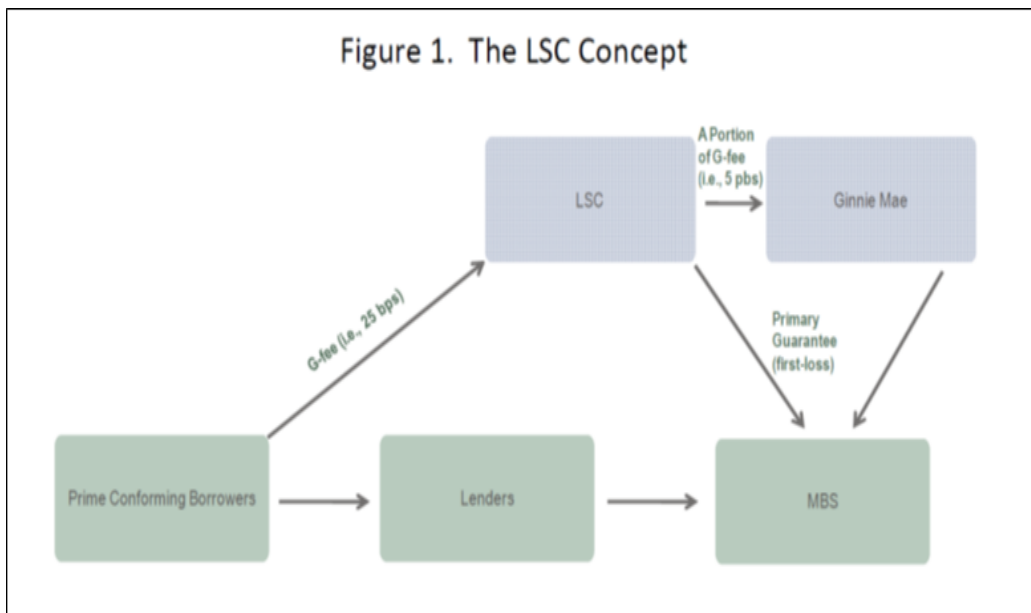 Figure 1. The LSC Concept
A Portion
of G-fee
(i.e., 5 pbs)
LSC
Ginnie Mae
G-fee (i.e., 25 bps)
Primary
Guarantee
(first-loss)
Prime Conforming Borrowers
Lenders
MBS